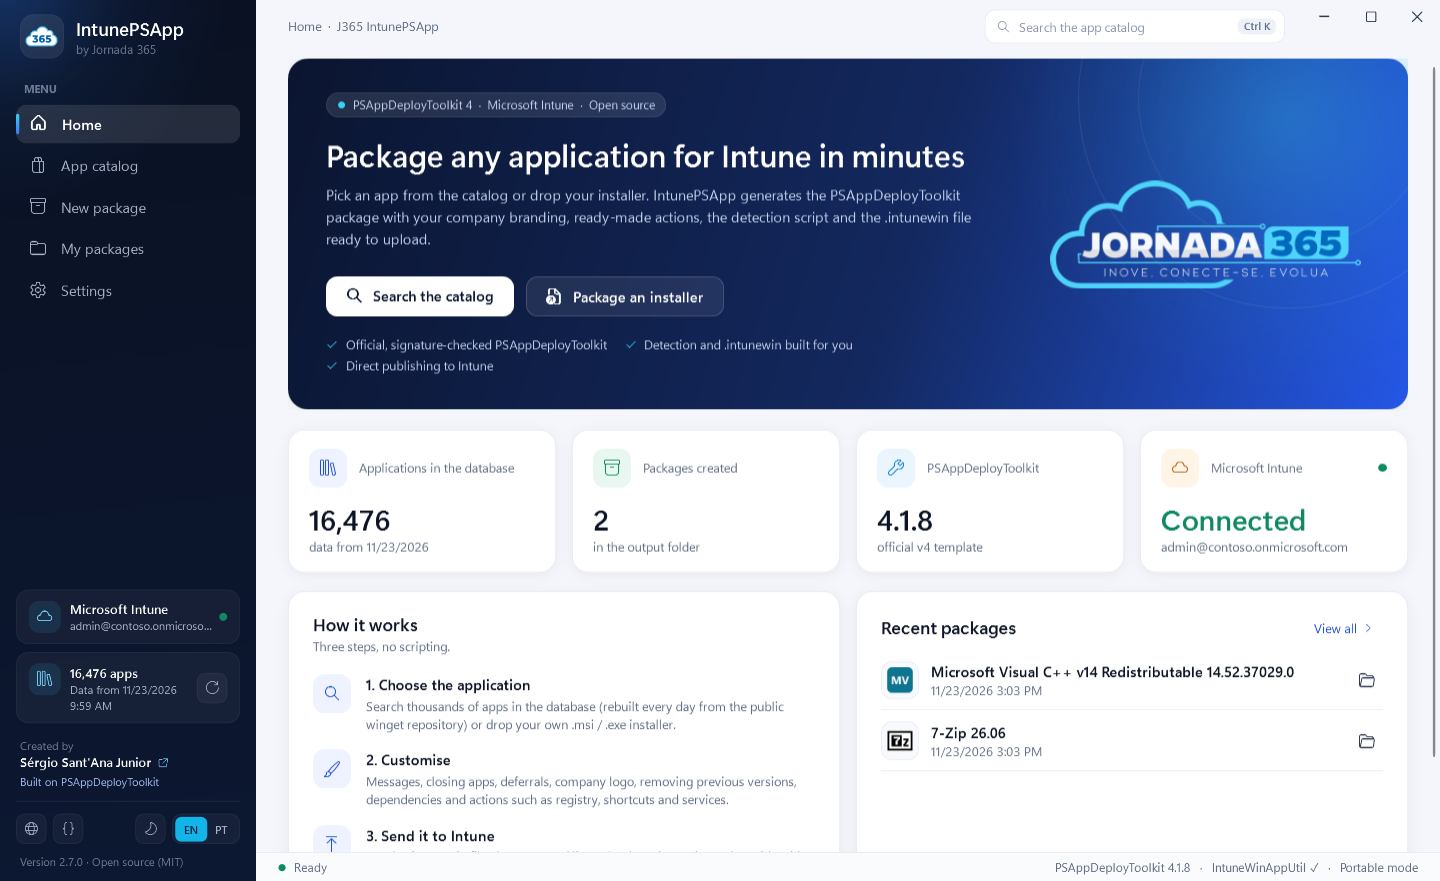 365
IntunePSApp
by Jornada 365
MENU
Home
App catalog
New package
My packages
Settings
Microsoft Intune
admin@contoso.onmicroso...
16,476 apps
Data from 11/23/2026
9:59 AM
Created by
Sérgio Sant'Ana Junior
Built on PSAppDeployToolkit
{} EN PT
Version 2.7.0 · Open source (MIT)
Home · J365 IntunePSApp
Search the app catalog Ctrl K
PSAppDeployToolkit 4 · Microsoft Intune · Open source
Package any application for Intune in minutes
Pick an app from the catalog or drop your installer. IntunePSApp generates the PSAppDeployToolkit
package with your company branding, ready-made actions, the detection script and the .intunewin file
ready to upload.
Search the catalog
Package an installer
✓ Official, signature-checked PSAppDeployToolkit ✓ Detection and .intunewin built for you
✓ Direct publishing to Intune
JORNADA 365
INOVE. CONECTE-SE. EVOLUA
Applications in the database
16,476
data from 11/23/2026
Packages created
2
in the output folder
PSAppDeployToolkit
4.1.8
official v4 template
Microsoft Intune
Connected
admin@contoso.onmicrosoft.com
How it works
Three steps, no scripting.
1. Choose the application
Search thousands of apps in the database (rebuilt every day from the public
winget repository) or drop your own .msi / .exe installer.
2. Customise
Messages, closing apps, deferrals, company logo, removing previous versions,
dependencies and actions such as registry, shortcuts and services.
3. Send it to Intune
Recent packages
View all
MV
Microsoft Visual C++ v14 Redistributable 14.52.37029.0
11/23/2026 3:03 PM
7z
7-Zip 26.06
11/23/2026 3:03 PM
Ready
PSAppDeployToolkit 4.1.8 · IntuneWinAppUtil ✓ · Portable mode